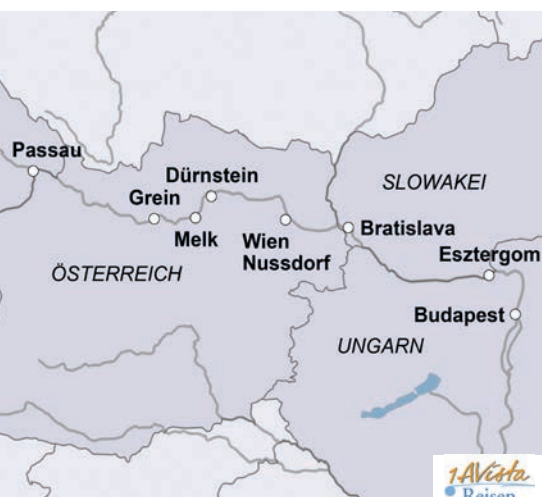 Passau
Dürnstein
Grein
SLOWAKEI
Melk
Wien
Nussdorf
Bratislava
Esztergom
ÖSTERREICH
Budapest
UNGARN
1AVista
Reisen